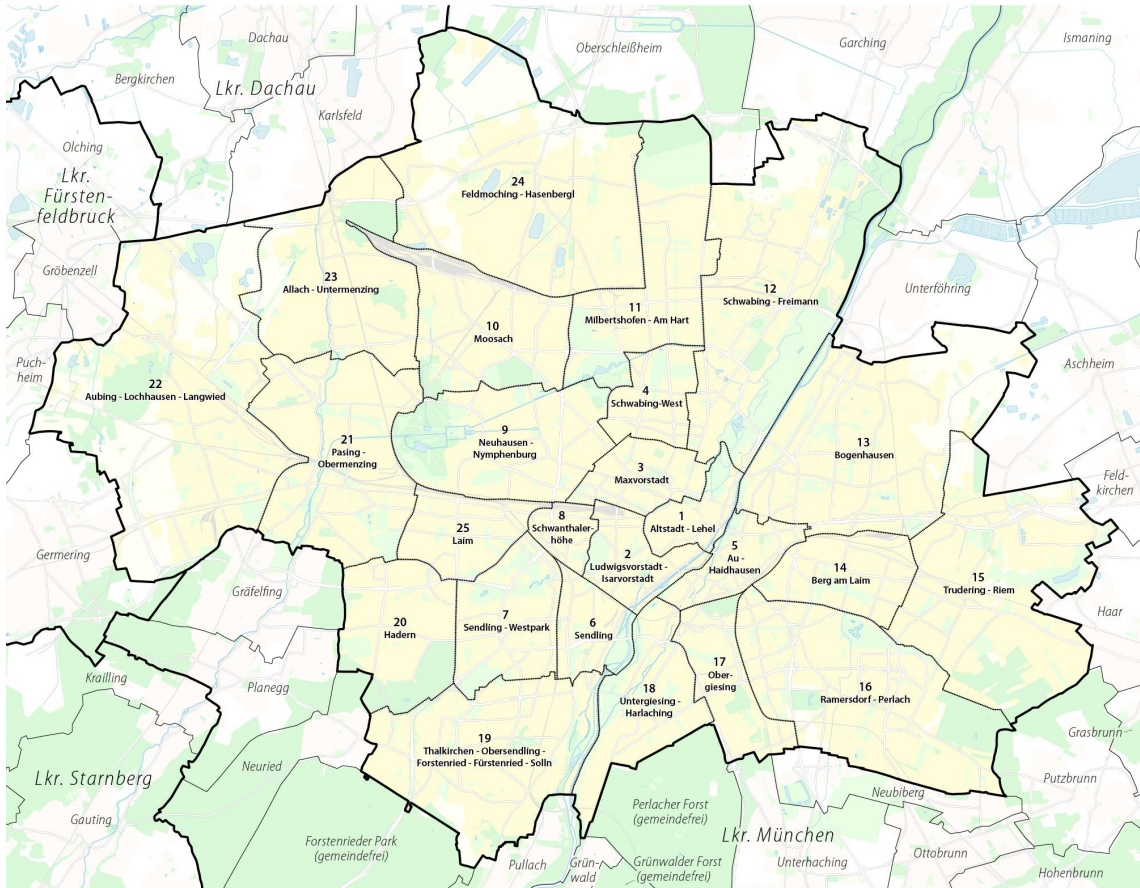 Dachau
Oberschleißheim
Garching
Ismaning
Bergkirchen
Lkr. Dachau
Karlsfeld
Olching
Lkr.
Fürsten-
feldbruck
Gröbenzell
24
Feldmoching - Hasenbergl
23
Allach - Untermenzing
12
Schwabing - Freimann
Unterföhring
11
Milbertshofen - Am Hart
10
Moosach
Puch-
heim
Aschheim
22
Aubing - Lochhausen - Langwied
4
Schwabing-West
9
Neuhausen -
Nymphenburg
21
Pasing -
Obermenzing
13
Bogenhausen
3
Maxvorstadt
Feld-
kirchen
8
Schwanthaler-
höhe
1
Altstadt - Lehel
25
Laim
Germering
2
Ludwigsvorstadt -
Isarvorstadt
5
Au -
Haidhausen
14
Berg am Laim
15
Trudering - Riem
Gräfelfing
Haar
20
Hadern
7
Sendling - Westpark
6
Sendling
Krailling
Planegg
17
Ober-
giesing
18
Untergiesing -
Harlaching
16
Ramersdorf - Perlach
19
Thalkirchen - Obersendling -
Forstenried - Fürstenried - Solln
Grasbrunn
Lkr. Starnberg
Neuried
Putzbrunn
Neubiberg
Gauting
Perlacher Forst
(gemeindefrei)
Lkr. München
Forstenrieder Park
(gemeindefrei)
Pullach
Grün-
wald
Grünwalder Forst
(gemeindefrei)
Unterhaching
Ottobrunn
Hohenbrunn